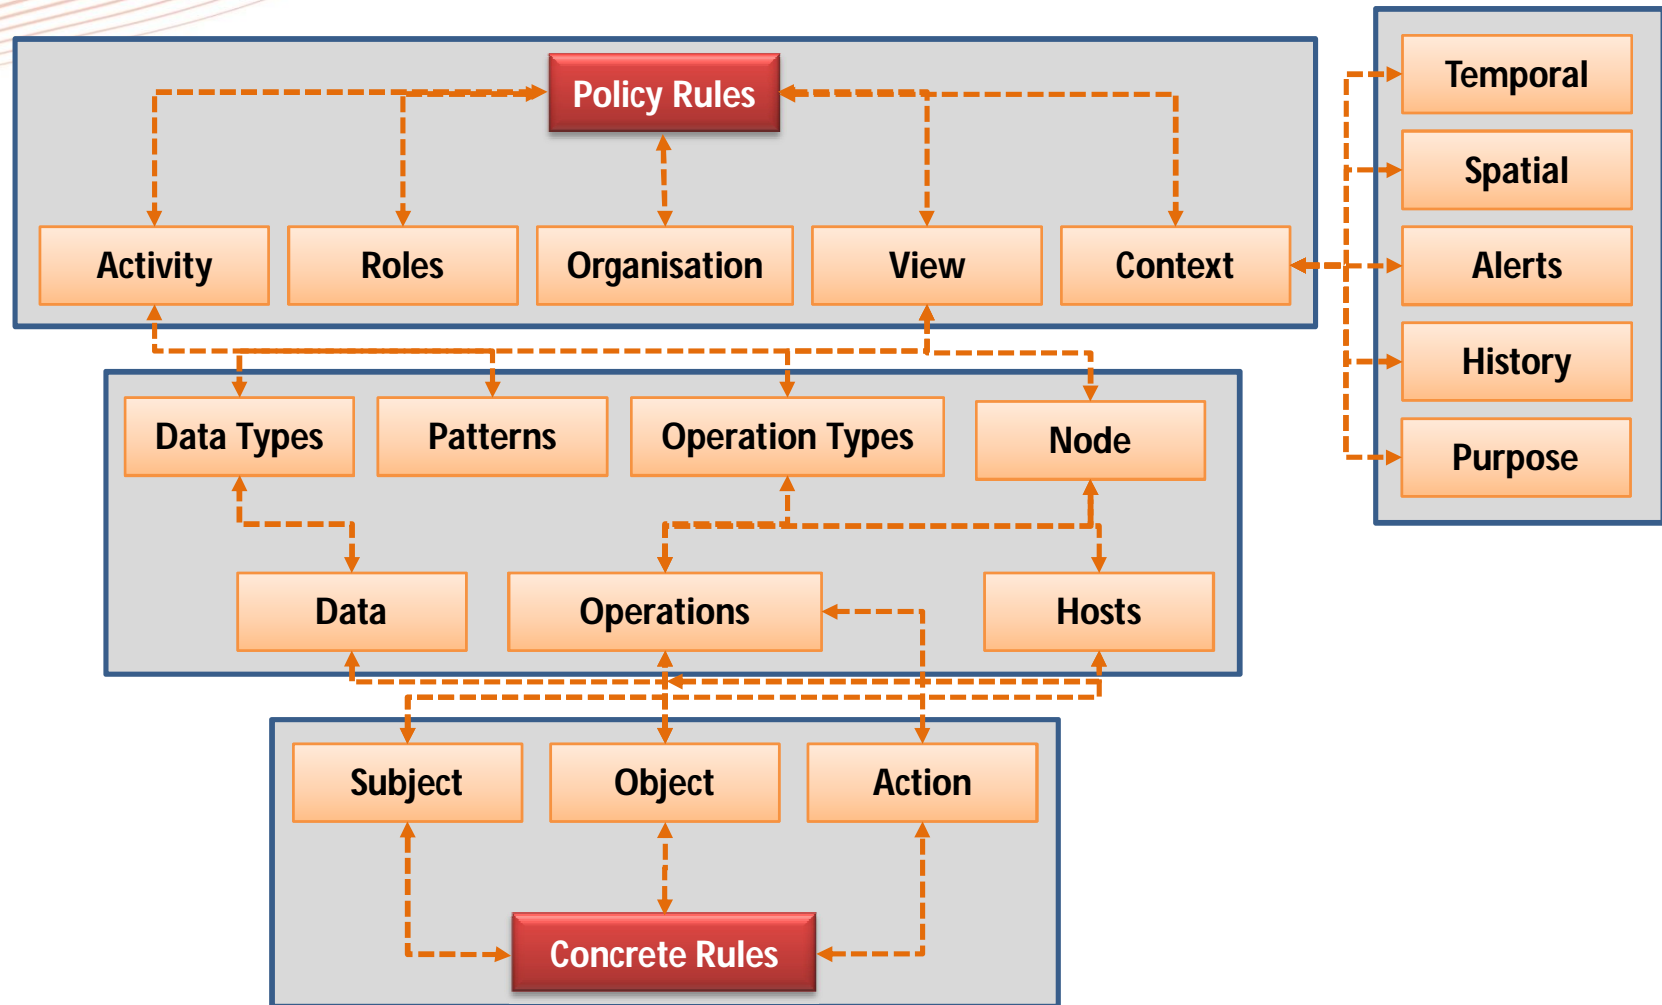 Policy Rules
Activity
Roles
Organisation
View
Context
Temporal
Spatial
Alerts
History
Purpose
Data Types
Patterns
Operation Types
Node
Data
Operations
Hosts
Subject
Object
Action
Concrete Rules